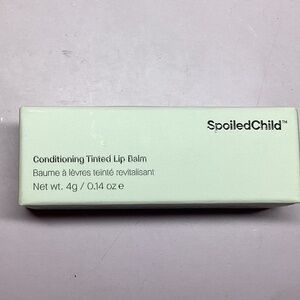 SpoiledChild™
Conditioning Tinted Lip Balm
Baume à lèvres teinté revitalisant
Net wt. 4g / 0.14 oz e